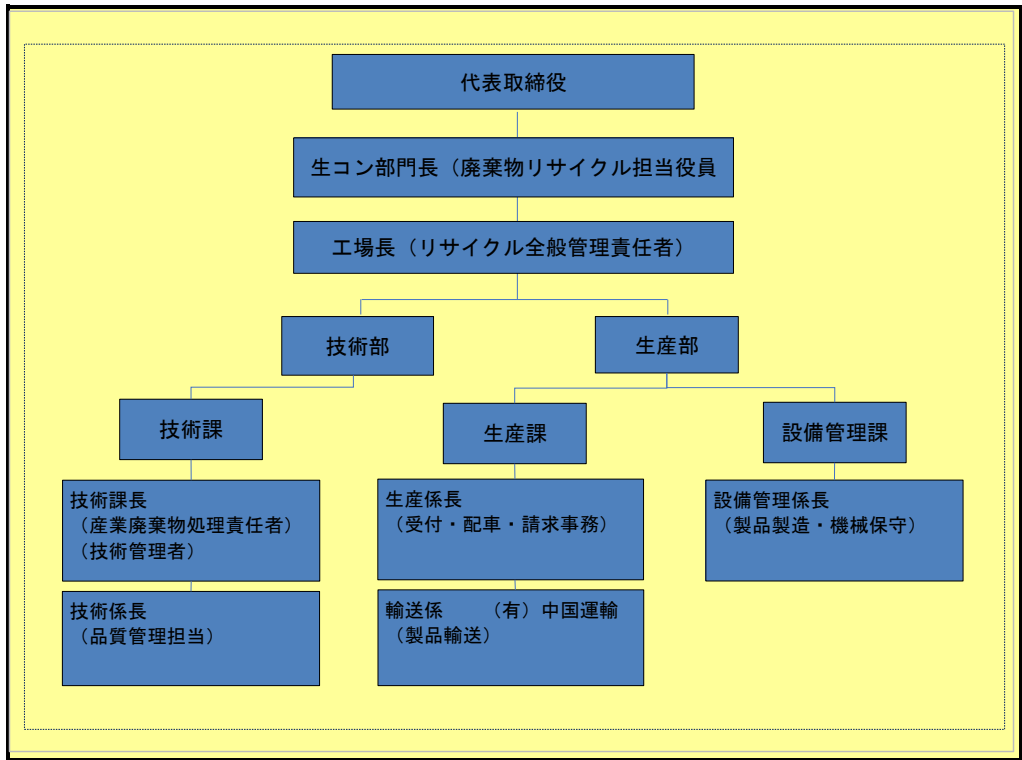 代表取締役
生コン部門長（廃棄物リサイクル担当役員
工場長（リサイクル全般管理責任者）
技術部
生産部
技術課
生産課
設備管理課
技術課長
（産業廃棄物処理責任者）
（技術管理者）
生産係長
（受付・配車・請求事務）
設備管理係長
（製品製造・機械保守）
技術係長
（品質管理担当）
輸送係　　（有）中国運輸
（製品輸送）